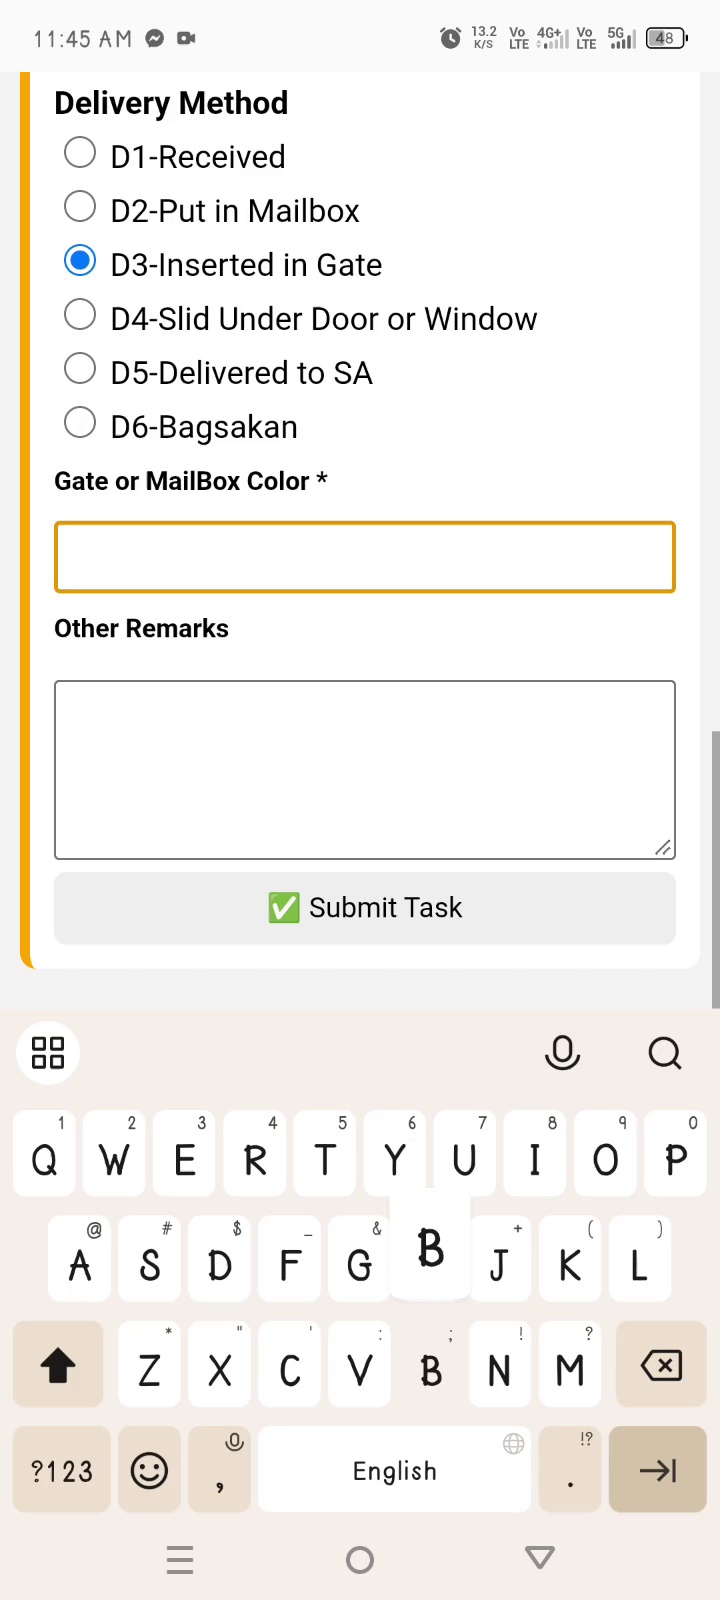 11:45 AM 13.2 K/S Vo LTE 4G+ Vo LTE 5G 48
Delivery Method
D1-Received
D2-Put in Mailbox
D3-Inserted in Gate
D4-Slid Under Door or Window
D5-Delivered to SA
D6-Bagsakan
Gate or MailBox Color *
Other Remarks
✅ Submit Task
1 2 3 4 5 6 7 8 9 0
Q W E R T Y U I O P
@ # $ _ & + ( )
A S D F G B J K L
* " ' : ; ! ?
Z X C V B N M
!?
?123 , English .